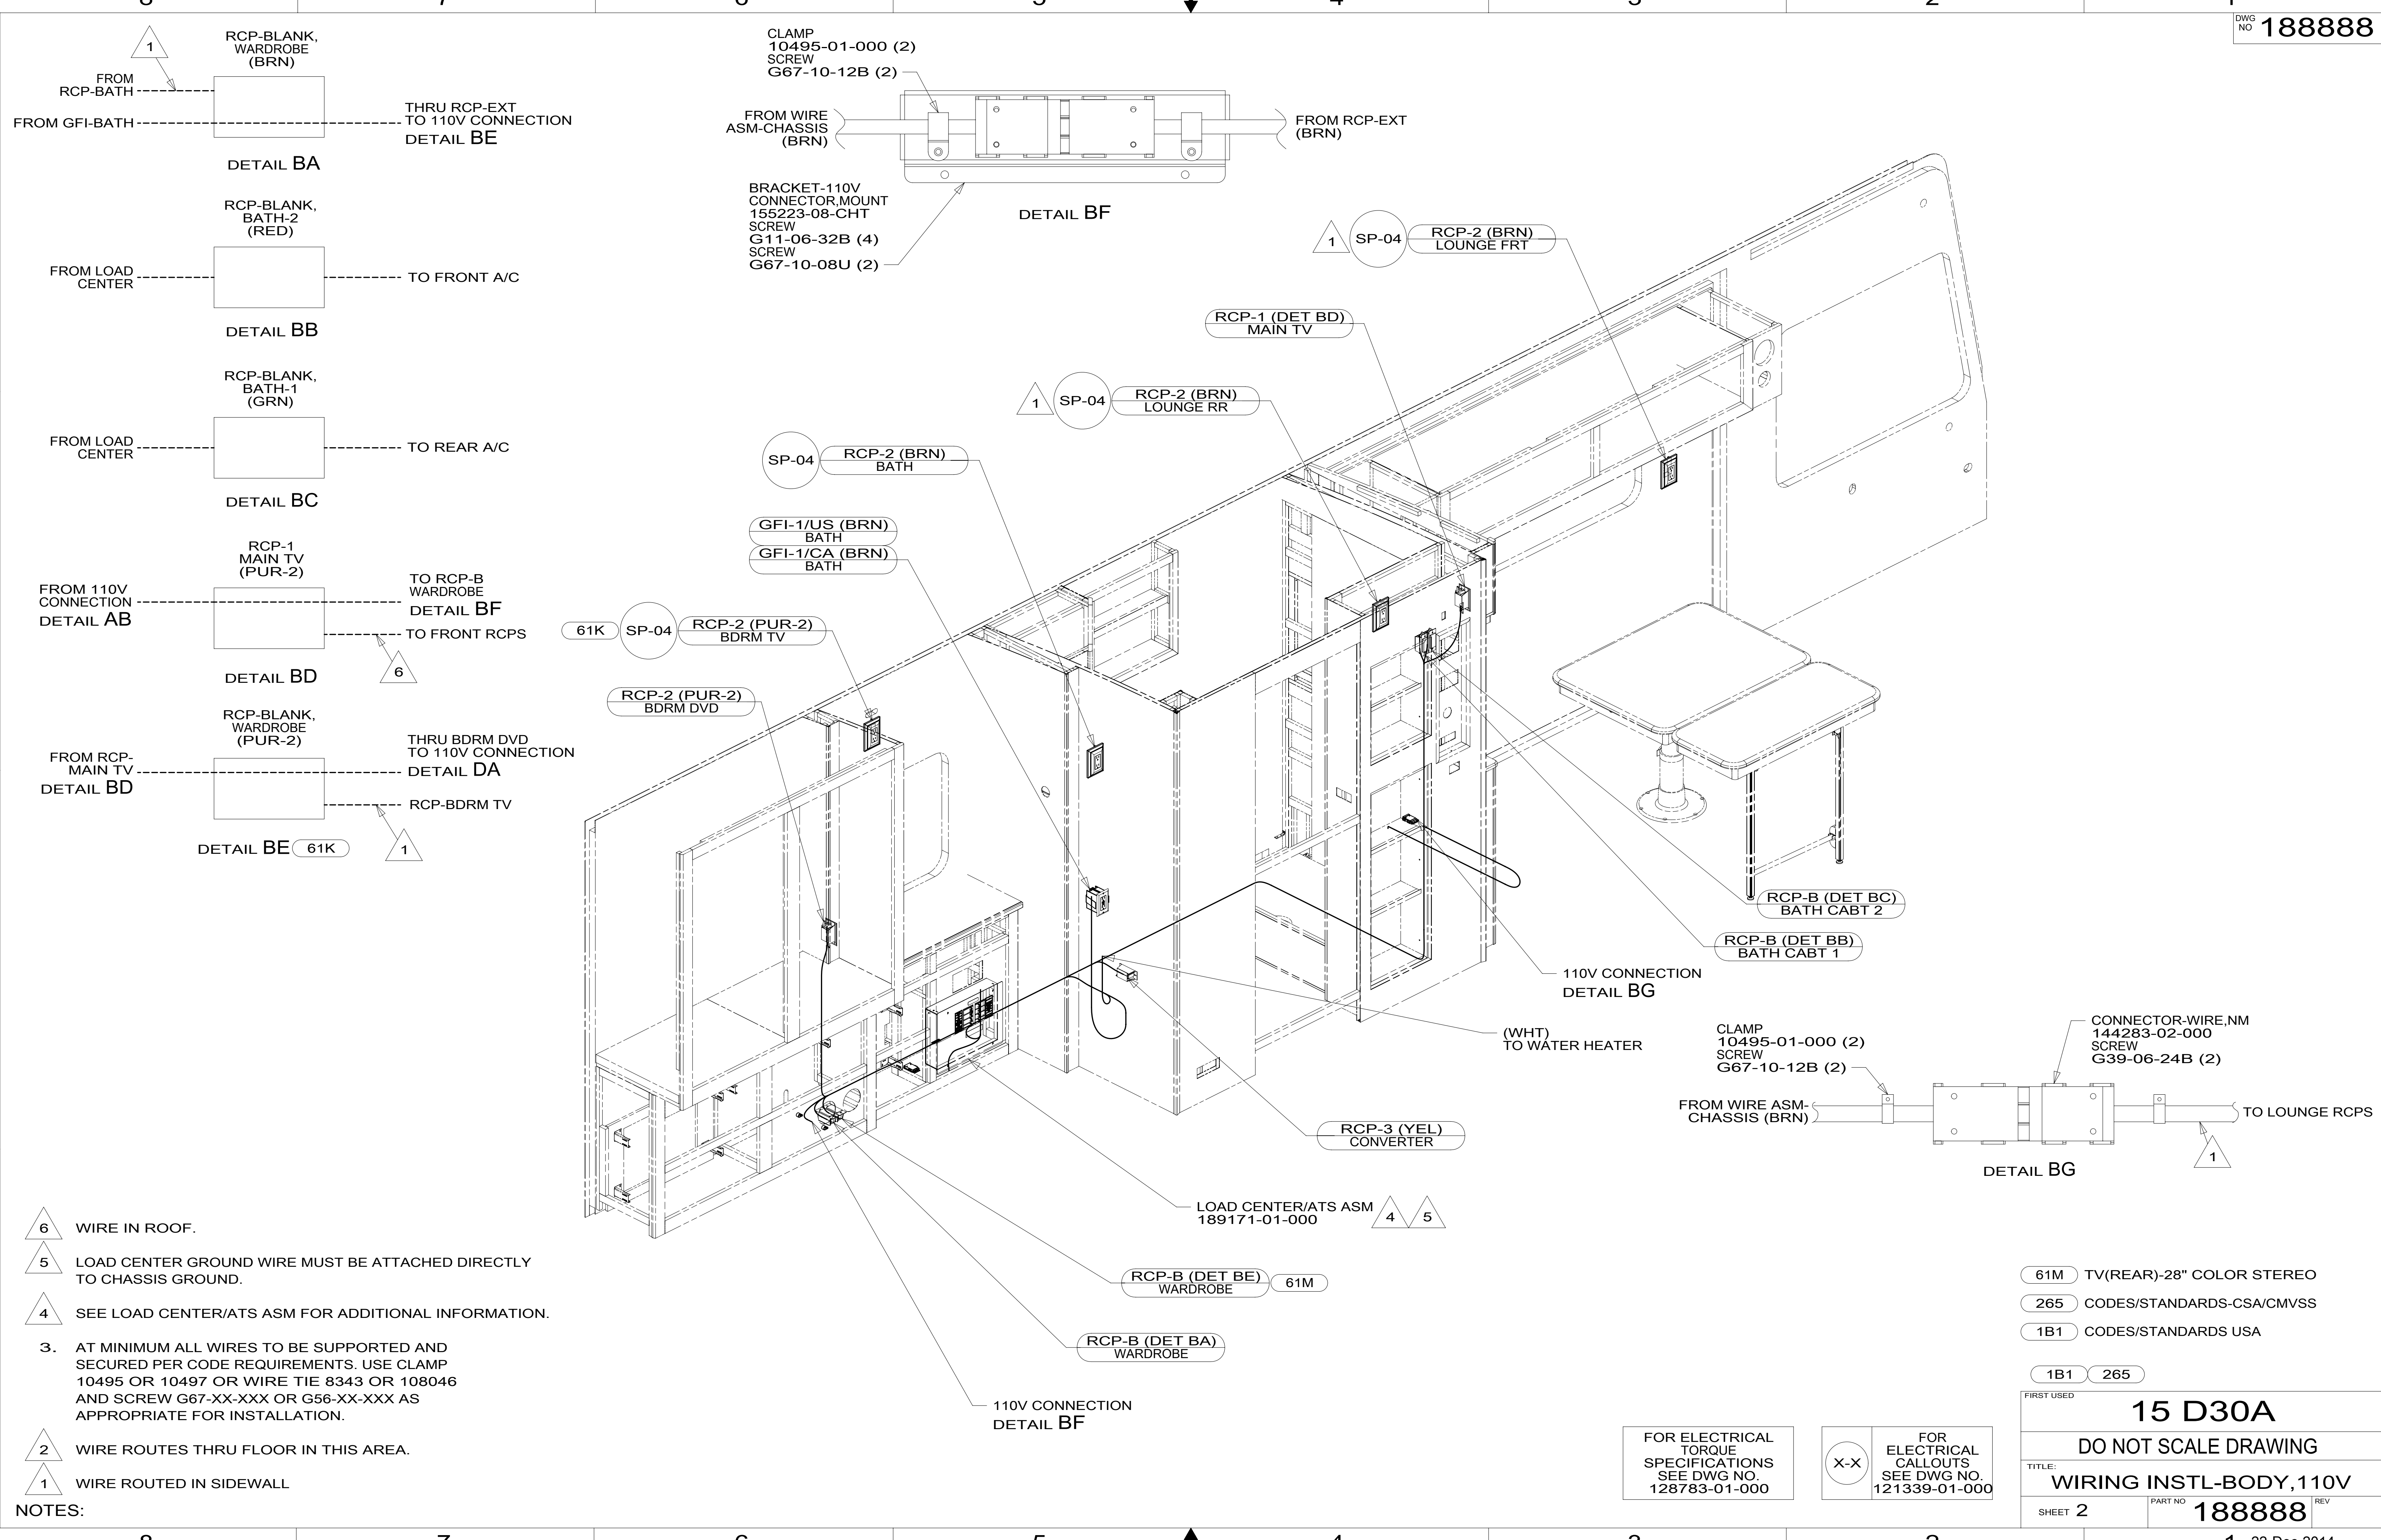 DWG
NO 188888
1
RCP-BLANK,
WARDROBE
(BRN)
FROM
RCP-BATH
FROM GFI-BATH
THRU RCP-EXT
TO 110V CONNECTION
DETAIL BE
DETAIL BA
RCP-BLANK,
BATH-2
(RED)
FROM LOAD
CENTER
TO FRONT A/C
DETAIL BB
RCP-BLANK,
BATH-1
(GRN)
FROM LOAD
CENTER
TO REAR A/C
DETAIL BC
RCP-1
MAIN TV
(PUR-2)
FROM 110V
CONNECTION
DETAIL AB
TO RCP-B
WARDROBE
DETAIL BF
TO FRONT RCPS
6
DETAIL BD
RCP-BLANK,
WARDROBE
(PUR-2)
FROM RCP-
MAIN TV
DETAIL BD
THRU BDRM DVD
TO 110V CONNECTION
DETAIL DA
RCP-BDRM TV
1
DETAIL BE 61K
CLAMP
10495-01-000 (2)
SCREW
G67-10-12B (2)
FROM WIRE
ASM-CHASSIS
(BRN)
FROM RCP-EXT
(BRN)
BRACKET-110V
CONNECTOR,MOUNT
155223-08-CHT
SCREW
G11-06-32B (4)
SCREW
G67-10-08U (2)
DETAIL BF
1 SP-04 RCP-2 (BRN)
LOUNGE FRT
RCP-1 (DET BD)
MAIN TV
1 SP-04 RCP-2 (BRN)
LOUNGE RR
SP-04 RCP-2 (BRN)
BATH
GFI-1/US (BRN)
BATH
GFI-1/CA (BRN)
BATH
61K SP-04 RCP-2 (PUR-2)
BDRM TV
RCP-2 (PUR-2)
BDRM DVD
RCP-B (DET BC)
BATH CABT 2
RCP-B (DET BB)
BATH CABT 1
110V CONNECTION
DETAIL BG
(WHT)
TO WATER HEATER
RCP-3 (YEL)
CONVERTER
LOAD CENTER/ATS ASM
189171-01-000
4 5
RCP-B (DET BE)
WARDROBE
61M
RCP-B (DET BA)
WARDROBE
110V CONNECTION
DETAIL BF
CLAMP
10495-01-000 (2)
SCREW
G67-10-12B (2)
CONNECTOR-WIRE,NM
144283-02-000
SCREW
G39-06-24B (2)
FROM WIRE ASM-
CHASSIS (BRN)
TO LOUNGE RCPS
1
DETAIL BG
6 WIRE IN ROOF.
5 LOAD CENTER GROUND WIRE MUST BE ATTACHED DIRECTLY
TO CHASSIS GROUND.
4 SEE LOAD CENTER/ATS ASM FOR ADDITIONAL INFORMATION.
3. AT MINIMUM ALL WIRES TO BE SUPPORTED AND
SECURED PER CODE REQUIREMENTS. USE CLAMP
10495 OR 10497 OR WIRE TIE 8343 OR 108046
AND SCREW G67-XX-XXX OR G56-XX-XXX AS
APPROPRIATE FOR INSTALLATION.
2 WIRE ROUTES THRU FLOOR IN THIS AREA.
1 WIRE ROUTED IN SIDEWALL
NOTES:
61M TV(REAR)-28" COLOR STEREO
265 CODES/STANDARDS-CSA/CMVSS
1B1 CODES/STANDARDS USA
1B1 265
FOR ELECTRICAL
TORQUE
SPECIFICATIONS
SEE DWG NO.
128783-01-000
X-X
FOR
ELECTRICAL
CALLOUTS
SEE DWG NO.
121339-01-000
FIRST USED
15 D30A
DO NOT SCALE DRAWING
TITLE:
WIRING INSTL-BODY,110V
SHEET 2
PART NO 188888
REV